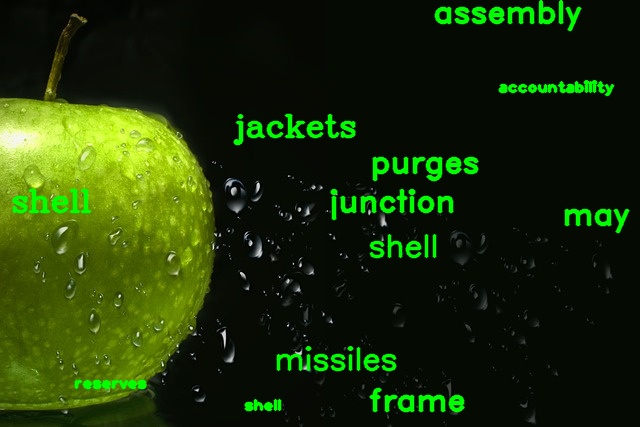 assembly
accountability
jackets
purges
shell
junction
may
shell
missiles
reserves
shell
frame